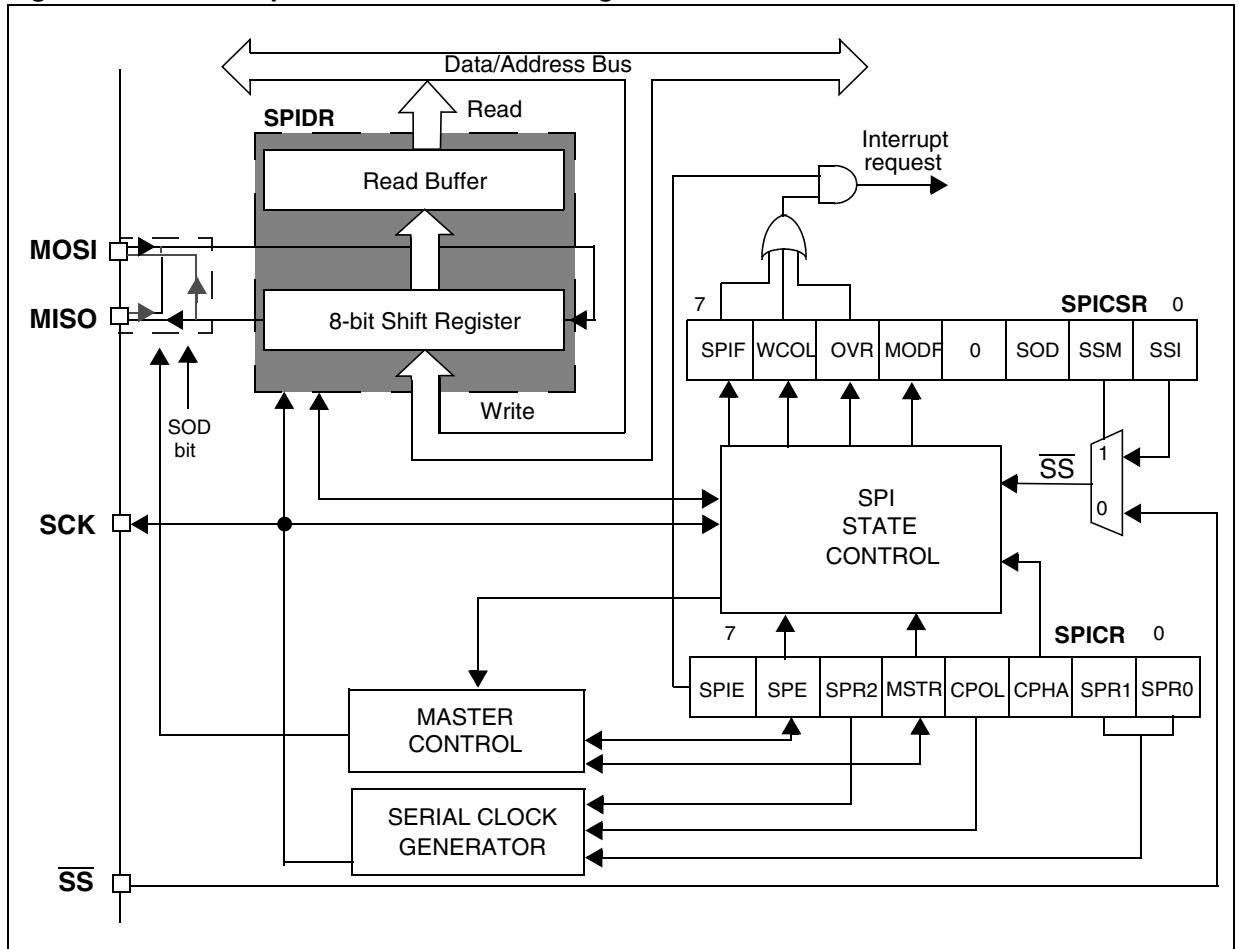 Data/Address Bus
SPIDR
Read
Read Buffer
Interrupt
request
MOSI
MISO
8-bit Shift Register
Write
SOD
bit
7
SPICSR
0
SPIF WCOL OVR MODF 0 SOD SSM SSI
1
SS
0
SCK
SPI
STATE
CONTROL
7
SPICR
0
SPIE SPE SPR2 MSTR CPOL CPHA SPR1 SPR0
MASTER
CONTROL
SERIAL CLOCK
GENERATOR
SS